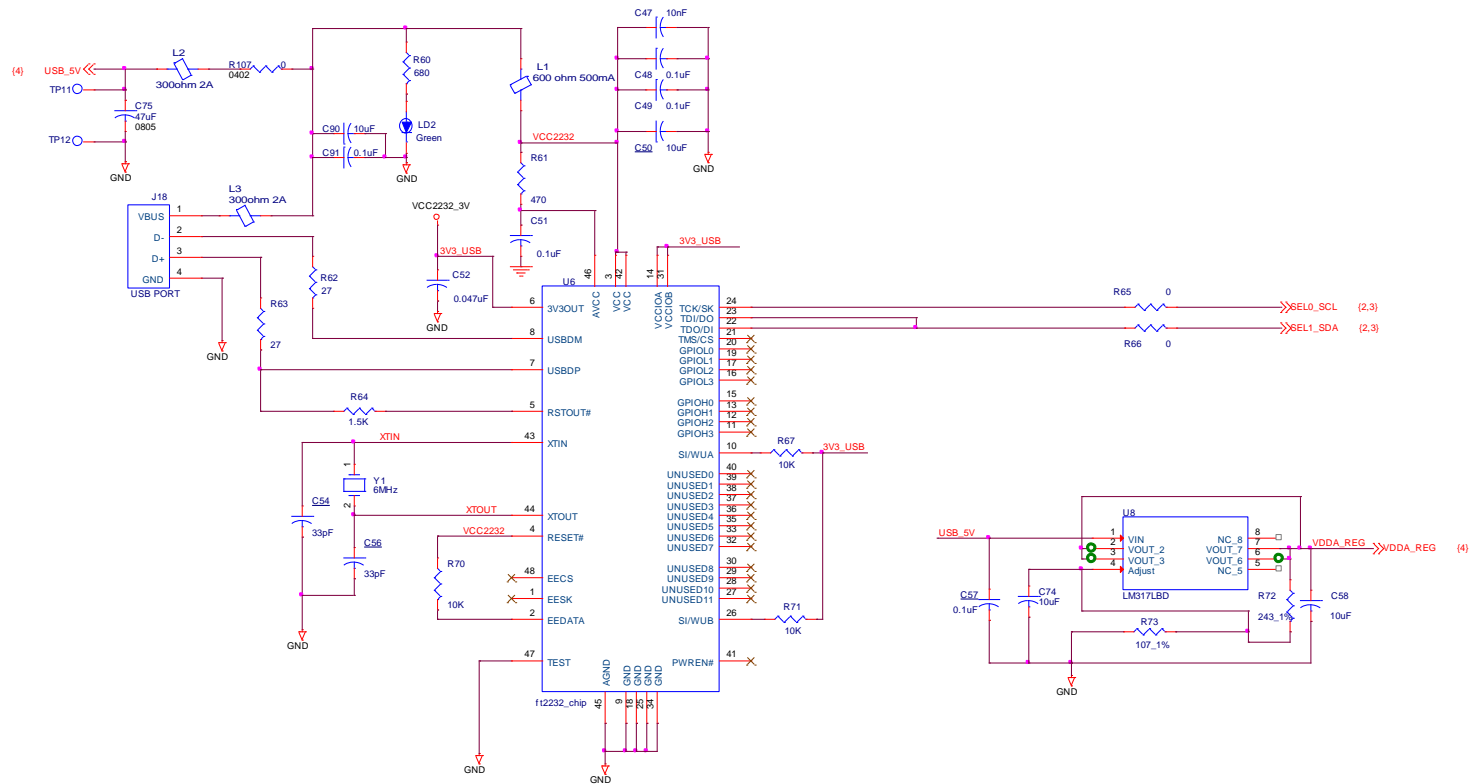 C47 10nF
C48 0.1uF
C49 0.1uF
C50 10uF
GND
{4} USB_5V
L2
300ohm 2A
R107 0
0402
R60
680
L1
600 ohm 500mA
TP11
C75
47uF
0805
TP12
GND
C90 10uF
C91 0.1uF
LD2
Green
GND
VCC2232
R61
470
J18
VBUS 1
D- 2
D+ 3
GND 4
USB PORT
L3
300ohm 2A
VCC2232_3V
3V3_USB
C51
0.1uF
C52
0.047uF
GND
R62
27
R63
27
GND
R64
1.5K
XTIN
1
Y1
6MHz
2
C54
33pF
XTOUT
C56
33pF
VCC2232
R70
10K
GND
GND
U6
46 AVCC
3 VCC
42 VCC
14 VCCIOA
31 VCCIOB
3V3_USB
6 3V3OUT
8 USBDM
7 USBDP
5 RSTOUT#
43 XTIN
44 XTOUT
4 RESET#
48 EECS
1 EESK
2 EEDATA
47 TEST
TCK/SK 24
TDI/DO 23
TDO/DI 22
TMS/CS 21
GPIOL0 20
GPIOL1 19
GPIOL2 17
GPIOL3 16
GPIOH0 15
GPIOH1 13
GPIOH2 12
GPIOH3 11
SI/WUA 10
UNUSED0 40
UNUSED1 39
UNUSED2 38
UNUSED3 37
UNUSED4 36
UNUSED5 35
UNUSED6 33
UNUSED7 32
UNUSED8 30
UNUSED9 29
UNUSED10 28
UNUSED11 27
SI/WUB 26
PWREN# 41
AGND 45
GND 9
GND 18
GND 25
GND 34
ft2232_chip
GND
R65 0
SEL0_SCL {2,3}
R66 0
SEL1_SDA {2,3}
R67
10K
3V3_USB
R71
10K
USB_5V
U8
1 VIN
2 VOUT_2
3 VOUT_3
4 Adjust
NC_8 8
VOUT_7 7
VOUT_6 6
NC_5 5
LM317LBD
VDDA_REG
VDDA_REG {4}
C57
0.1uF
C74
10uF
R72
243_1%
C58
10uF
R73
107_1%
GND